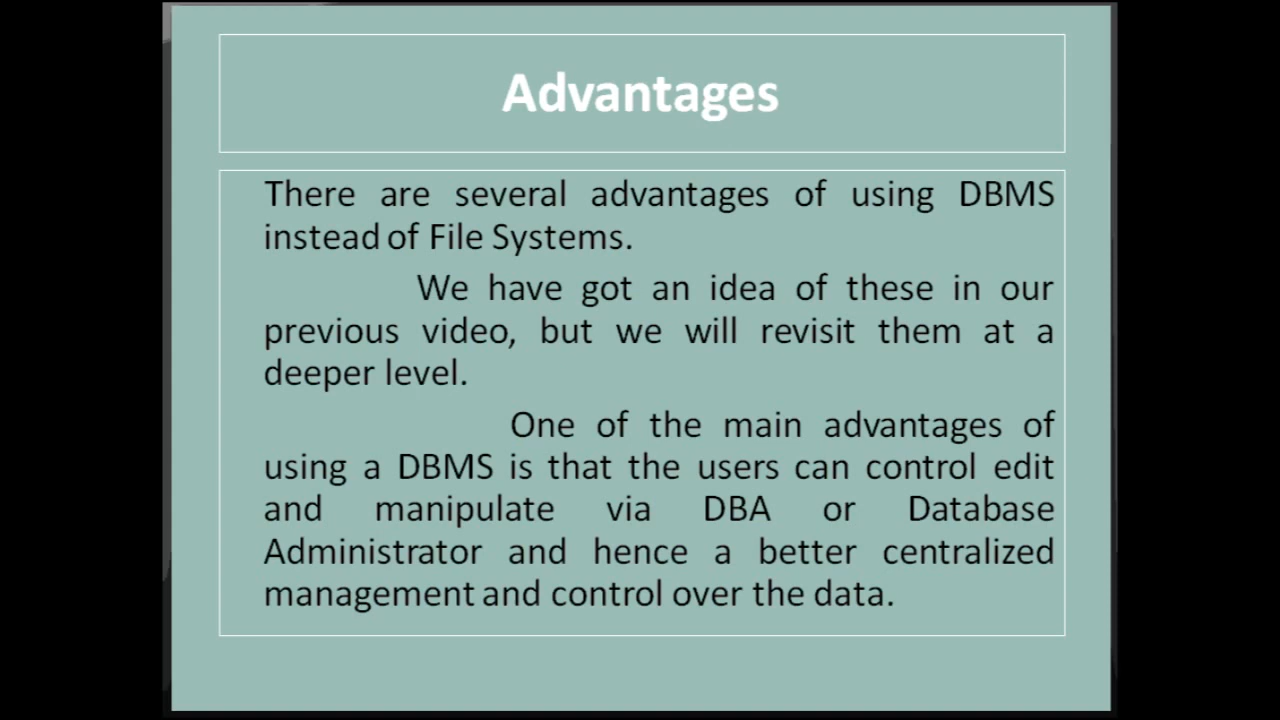 Advantages
There are several advantages of using DBMS
instead of File Systems.
We have got an idea of these in our
previous video, but we will revisit them at a
deeper level.
One of the main advantages of
using a DBMS is that the users can control edit
and manipulate via DBA or Database
Administrator and hence a better centralized
management and control over the data.